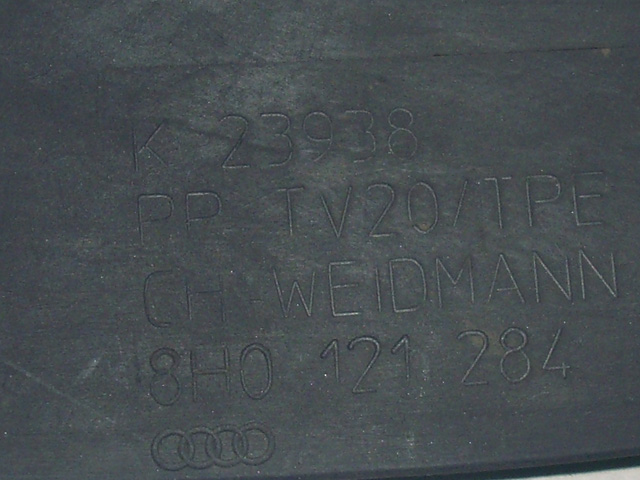 K 23938
PP TV20/TPE
CH-WEIDMANN
8H0 121 284